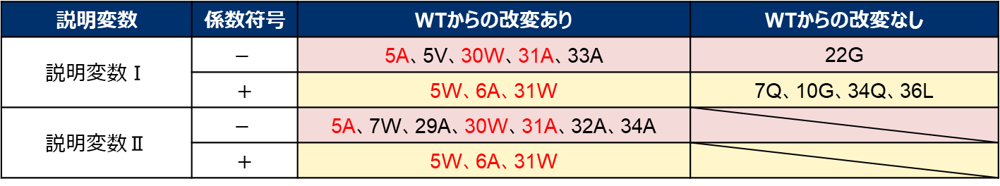 説明変数 係数符号 WTからの改変あり WTからの改変なし
説明変数Ⅰ － 5A、5V、30W、31A、33A 22G
＋ 5W、6A、31W 7Q、10G、34Q、36L
説明変数Ⅱ － 5A、7W、29A、30W、31A、32A、34A
＋ 5W、6A、31W